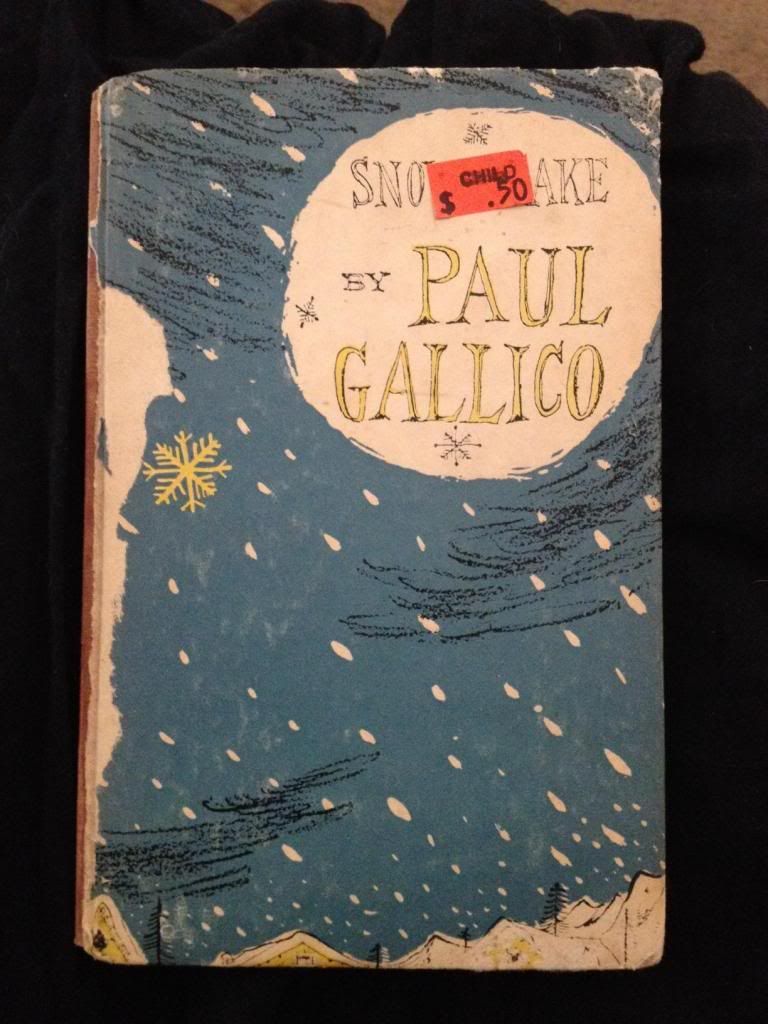 SNO AKE
CHILD
$ .50
BY PAUL
GALLICO